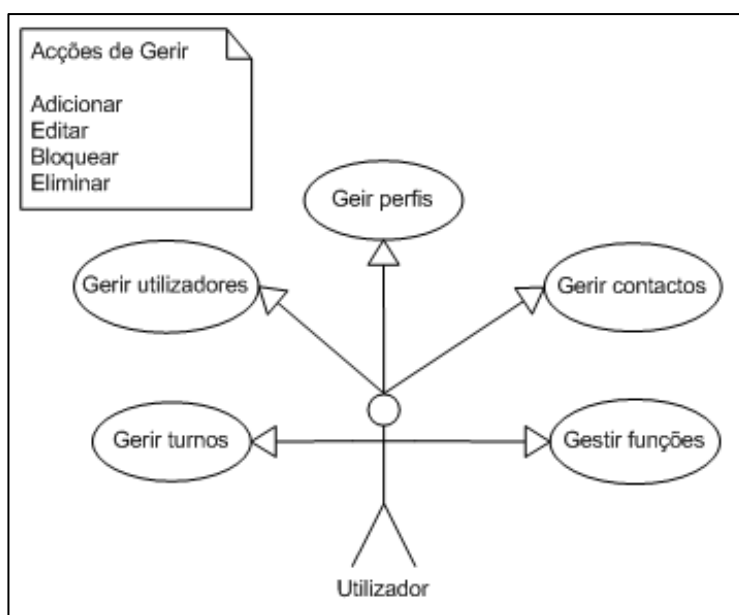 Acções de Gerir
Adicionar
Editar
Bloquear
Eliminar
Geir perfis
Gerir utilizadores
Gerir contactos
Gerir turnos
Gestir funções
Utilizador